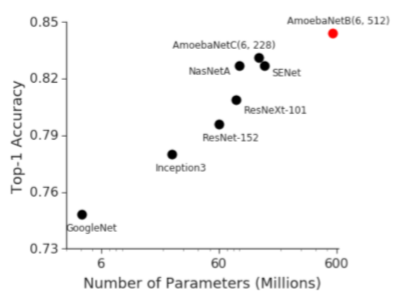 AmoebaNetB(6, 512)
0.85
AmoebaNetC(6, 228)
NasNetA
SENet
0.82
ResNeXt-101
0.79
ResNet-152
Inception3
0.76
GoogleNet
0.73
6
60
600
Top-1 Accuracy
Number of Parameters (Millions)